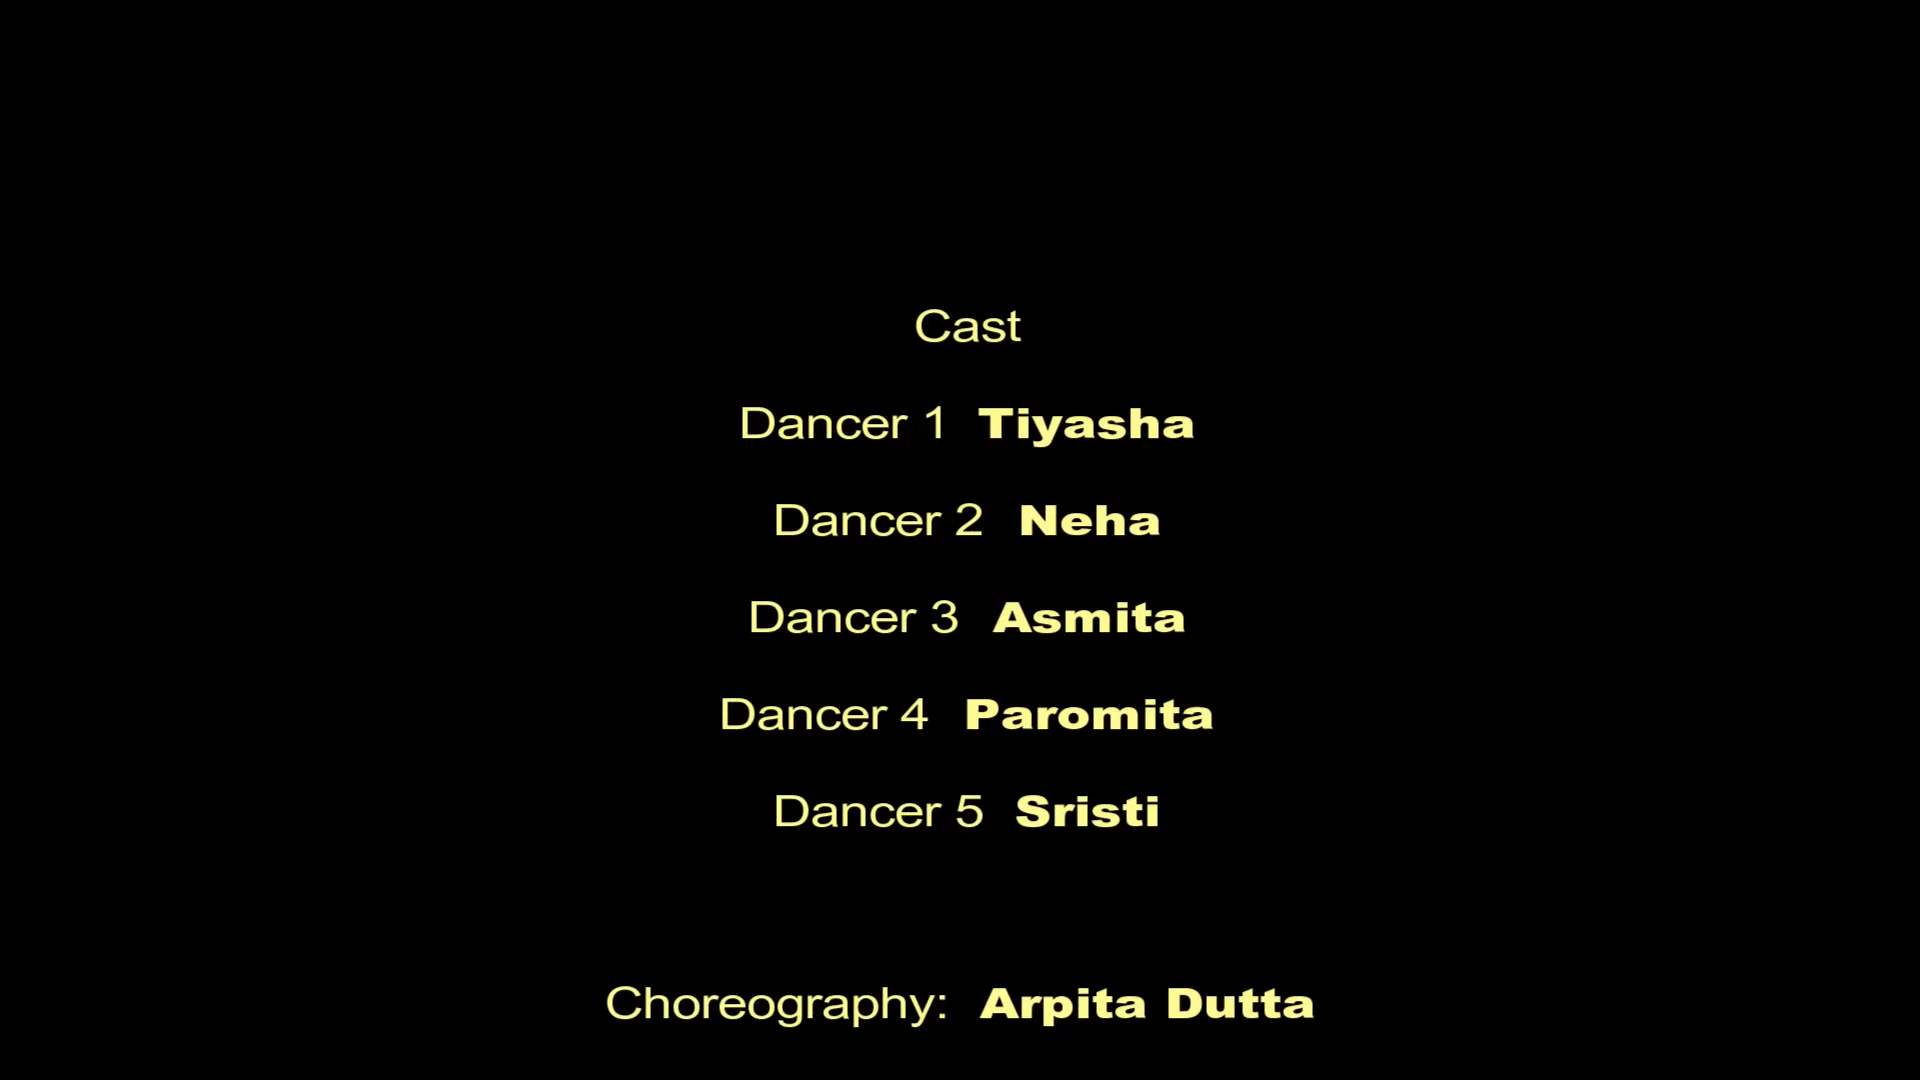 Cast
Dancer 1 Tiyasha
Dancer 2 Neha
Dancer 3 Asmita
Dancer 4 Paromita
Dancer 5 Sristi
Choreography: Arpita Dutta